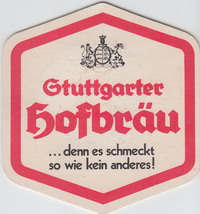 Stuttgarter
Hofbräu
...denn es schmeckt
so wie kein anderes!